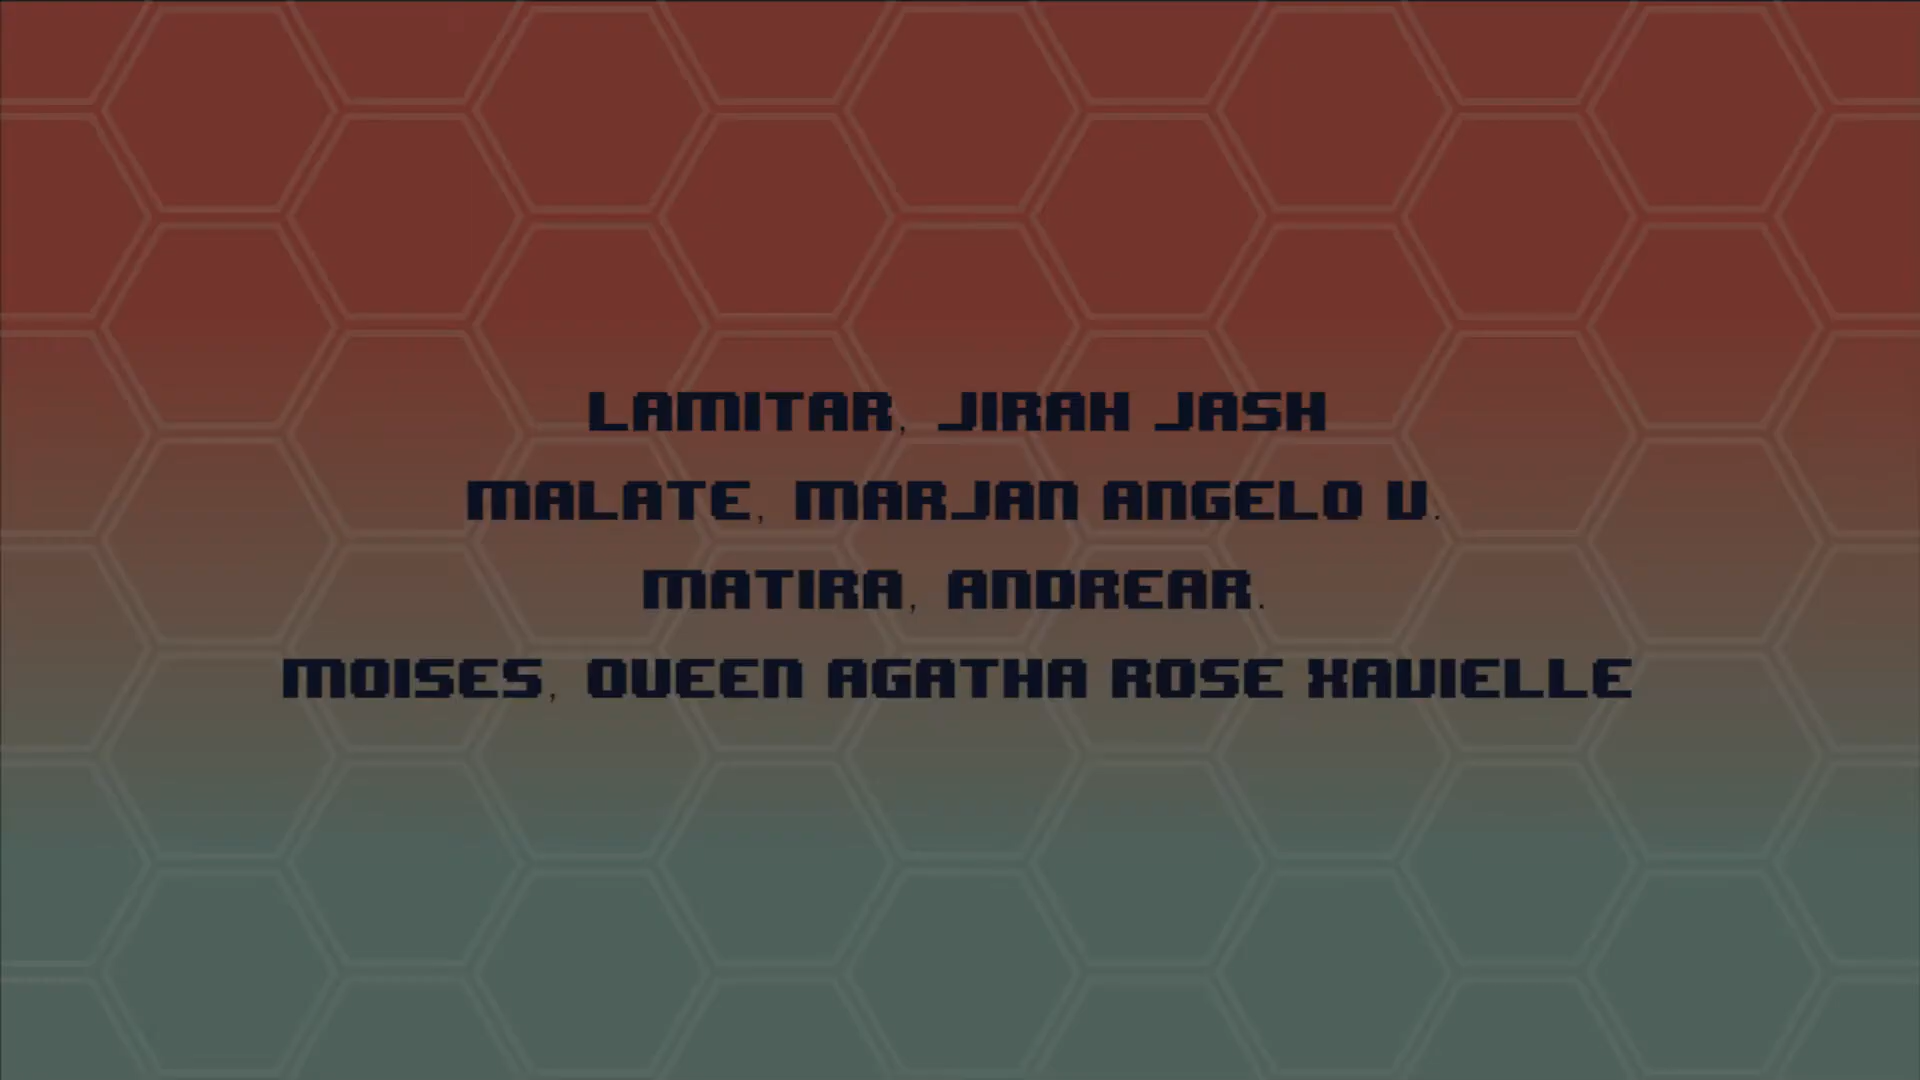 LAMITAR, JIRAH JASH
MALATE, MARJAN ANGELO V.
MATIRA, ANDREAR.
MOISES, QUEEN AGATHA ROSE XAVIELLE